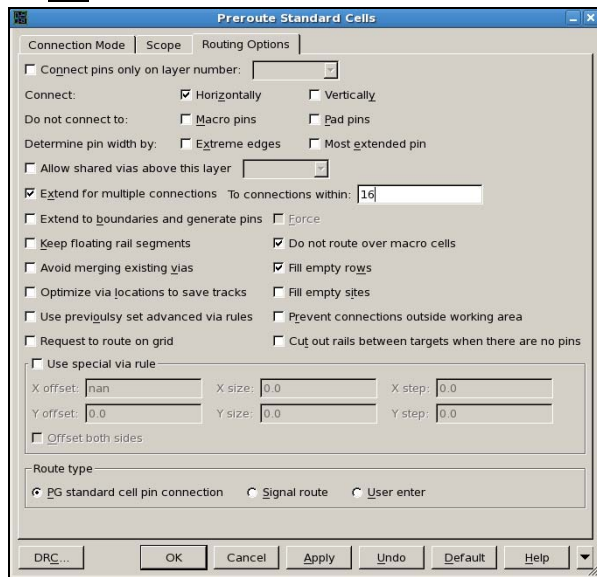 Preroute Standard Cells
Connection Mode Scope Routing Options
Connect pins only on layer number:
Connect: Horizontally Vertically
Do not connect to: Macro pins Pad pins
Determine pin width by: Extreme edges Most extended pin
Allow shared vias above this layer
Extend for multiple connections To connections within: 16
Extend to boundaries and generate pins Force
Keep floating rail segments Do not route over macro cells
Avoid merging existing vias Fill empty rows
Optimize via locations to save tracks Fill empty sites
Use previoulsy set advanced via rules Prevent connections outside working area
Request to route on grid Cut out rails between targets when there are no pins
Use special via rule
X offset: nan X size: 0.0 X step: 0.0
Y offset: 0.0 Y size: 0.0 Y step: 0.0
Offset both sides
Route type
PG standard cell pin connection Signal route User enter
DRC... OK Cancel Apply Undo Default Help